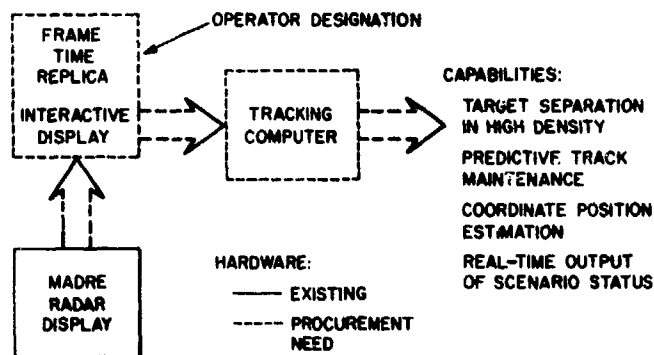 OPERATOR DESIGNATION
FRAME
TIME
REPLICA
INTERACTIVE
DISPLAY
TRACKING
COMPUTER
CAPABILITIES:
TARGET SEPARATION
IN HIGH DENSITY
PREDICTIVE TRACK
MAINTENANCE
COORDINATE POSITION
ESTIMATION
REAL-TIME OUTPUT
OF SCENARIO STATUS
MADRE
RADAR
DISPLAY
HARDWARE:
EXISTING
PROCUREMENT
NEED